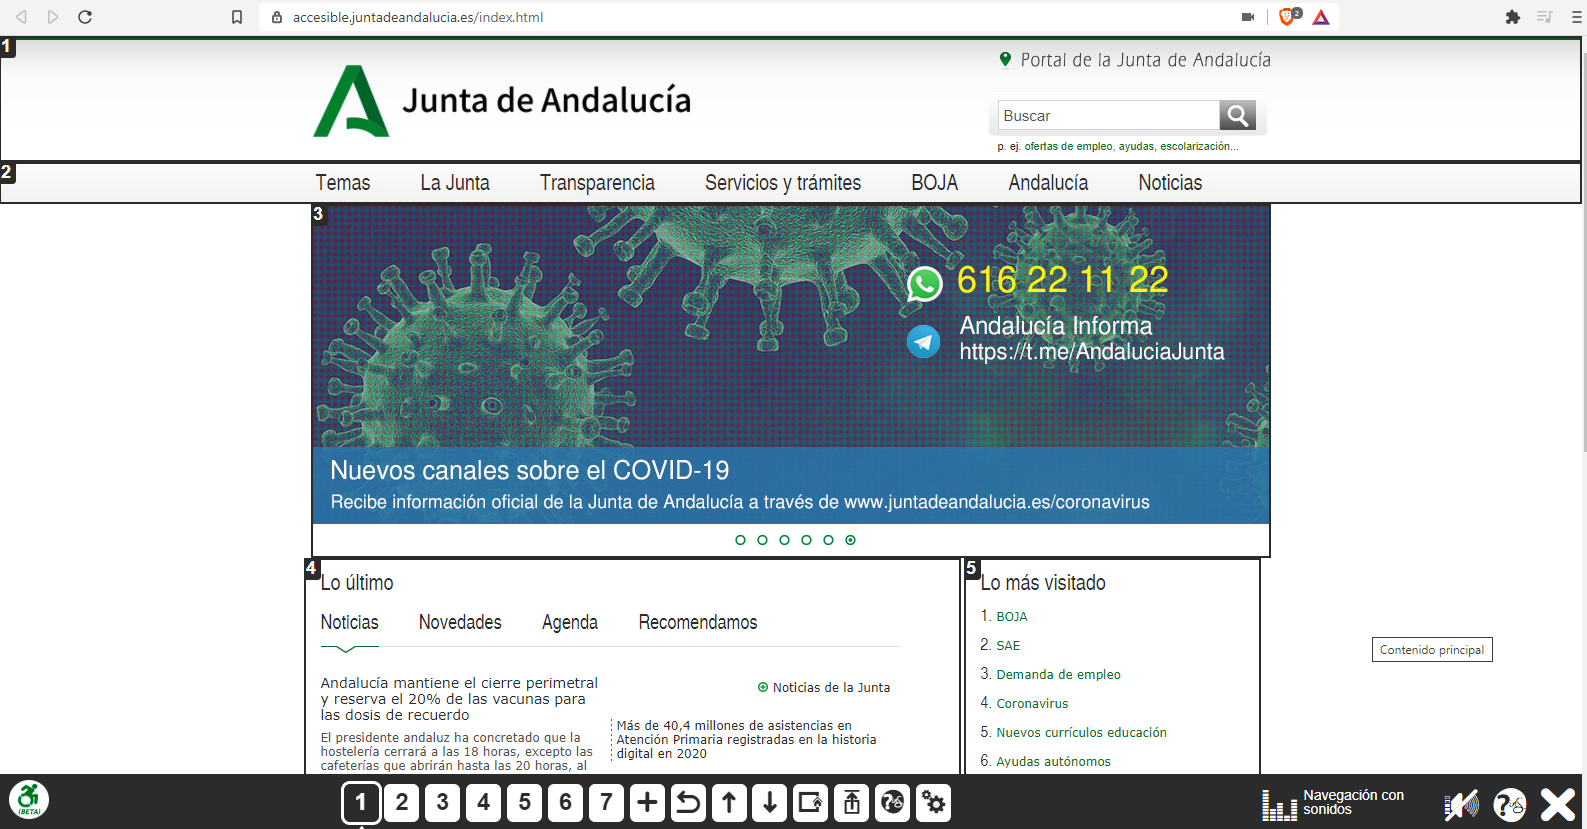 accesible.juntadeandalucia.es/index.html
2
1
Junta de Andalucía
Portal de la Junta de Andalucía
Buscar
p. ej. ofertas de empleo, ayudas, escolarización...
2
Temas
La Junta
Transparencia
Servicios y trámites
BOJA
Andalucía
Noticias
3
616 22 11 22
Andalucía Informa
https://t.me/AndaluciaJunta
Nuevos canales sobre el COVID-19
Recibe información oficial de la Junta de Andalucía a través de www.juntadeandalucia.es/coronavirus
4
Lo último
Noticias
Novedades
Agenda
Recomendamos
Andalucía mantiene el cierre perimetral
y reserva el 20% de las vacunas para
las dosis de recuerdo
El presidente andaluz ha concretado que la
hostelería cerrará a las 18 horas, excepto las
cafeterías que abrirán hasta las 20 horas, al
Noticias de la Junta
Más de 40,4 millones de asistencias en
Atención Primaria registradas en la historia
digital en 2020
5
Lo más visitado
1. BOJA
2. SAE
3. Demanda de empleo
4. Coronavirus
5. Nuevos currículos educación
6. Ayudas autónomos
Contenido principal
(BETA)
1
2
3
4
5
6
7
Navegación con
sonidos